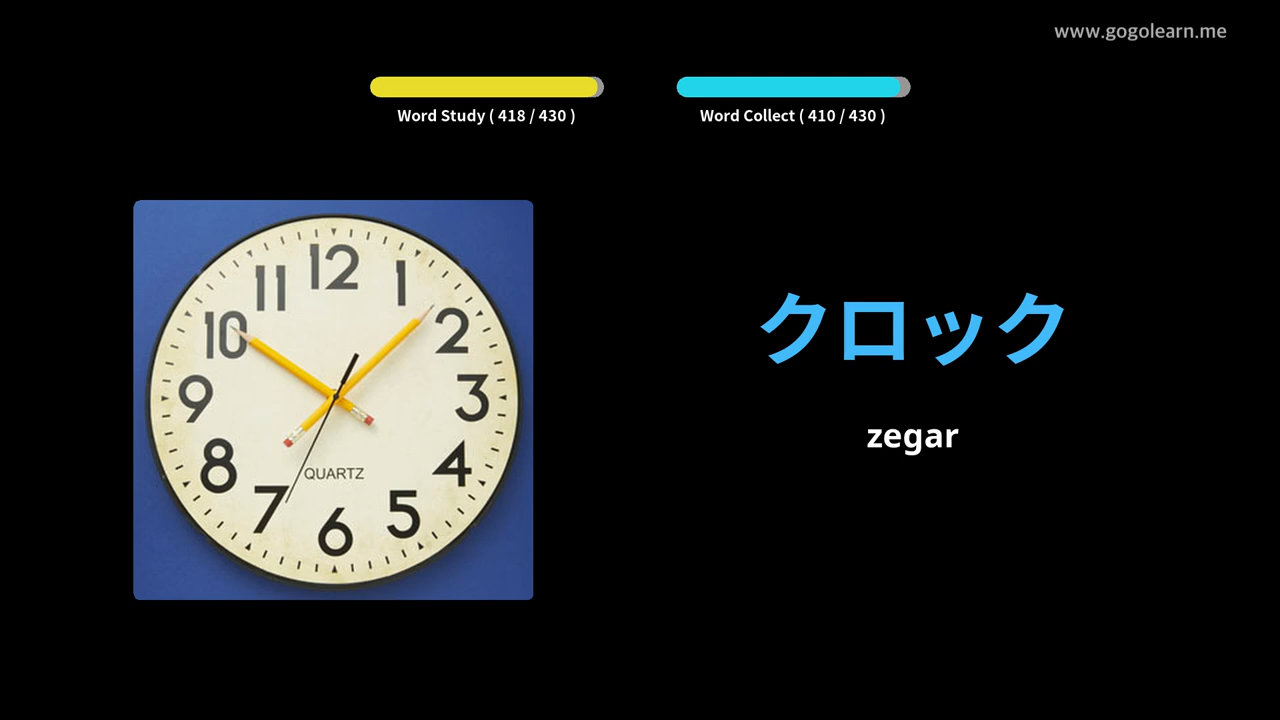 www.gogolearn.me
Word Study ( 418 / 430 )
Word Collect ( 410 / 430 )
12
11
1
10
2
9
3
8
4
QUARTZ
7
5
6
クロック
zegar